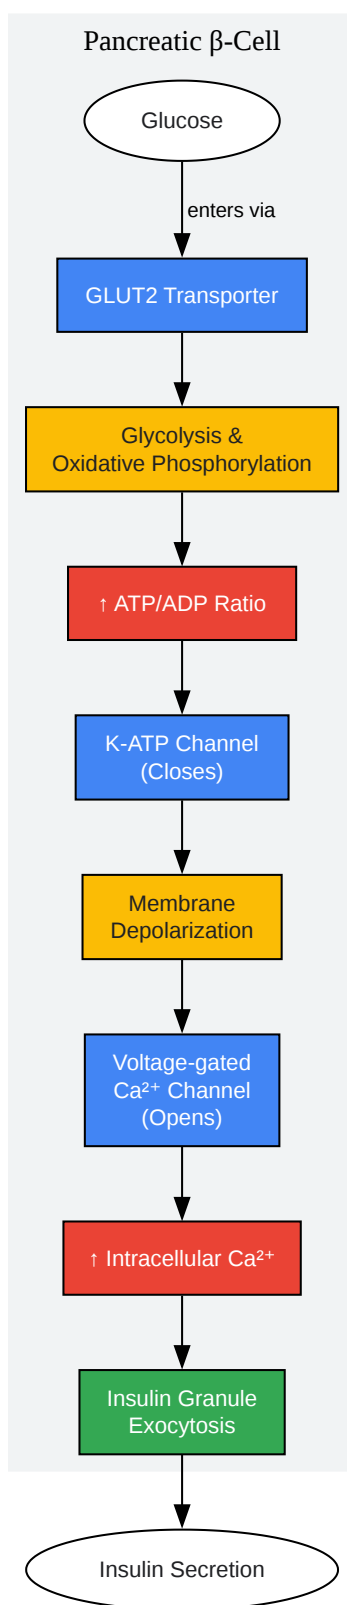 Pancreatic β-Cell
Glucose
enters via
GLUT2 Transporter
Glycolysis &
Oxidative Phosphorylation
↑ ATP/ADP Ratio
K-ATP Channel
(Closes)
Membrane
Depolarization
Voltage-gated
Ca²⁺ Channel
(Opens)
↑ Intracellular Ca²⁺
Insulin Granule
Exocytosis
Insulin Secretion